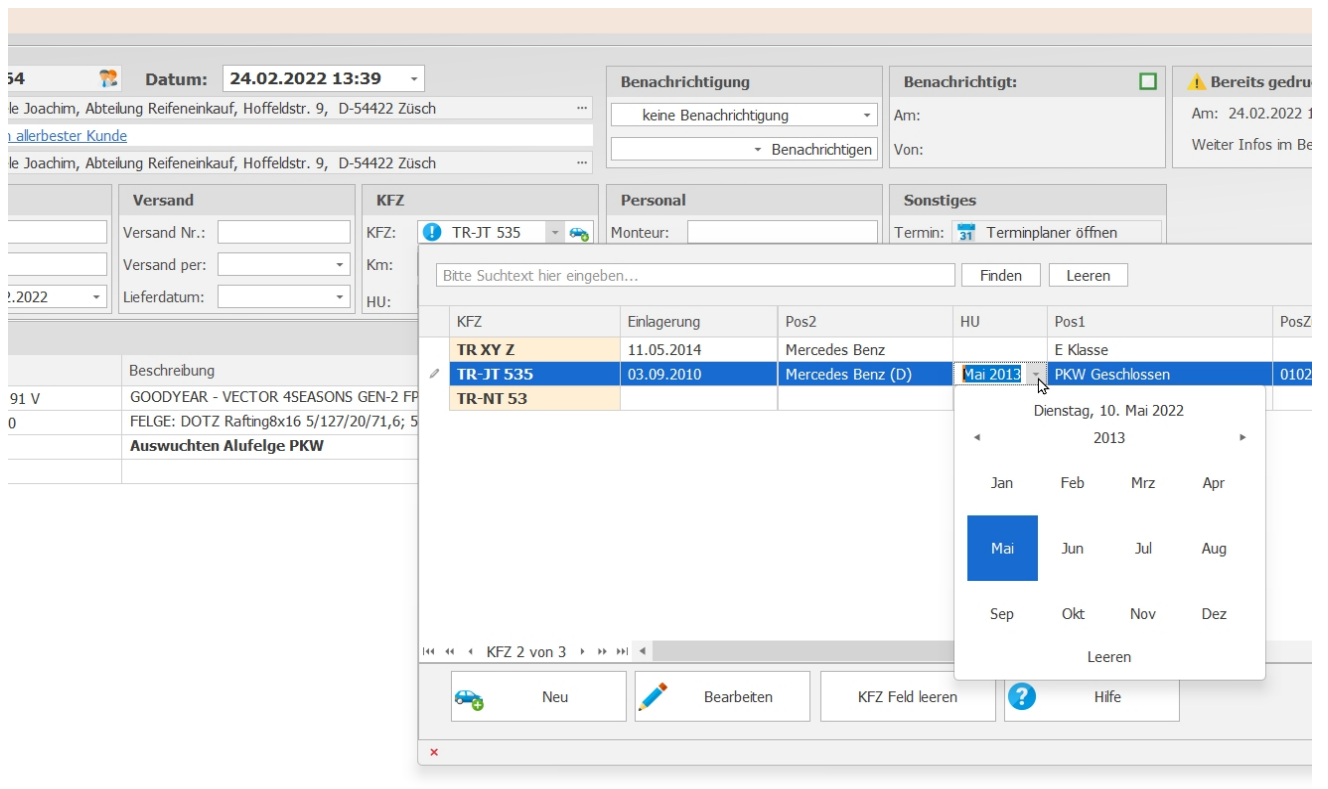 64 Datum: 24.02.2022 13:39
Benachrichtigung Benachrichtigt: Bereits gedru
le Joachim, Abteilung Reifeneinkauf, Hoffeldstr. 9, D-54422 Züsch ...
keine Benachrichtigung Am: Am: 24.02.2022 1
allerbester Kunde
Benachrichtigen Von: Weiter Infos im Be
le Joachim, Abteilung Reifeneinkauf, Hoffeldstr. 9, D-54422 Züsch ...
Versand KFZ Personal Sonstiges
Versand Nr.: KFZ: TR-JT 535 Monteur: Termin: 31 Terminplaner öffnen
Versand per: Km:
2.2022 Lieferdatum: HU:
Bitte Suchtext hier eingeben... Finden Leeren
KFZ Einlagerung Pos2 HU Pos1 PosZ
TR XY Z 11.05.2014 Mercedes Benz E Klasse
TR-JT 535 03.09.2010 Mercedes Benz (D) Mai 2013 PKW Geschlossen 0102
TR-NT 53
Beschreibung
91 V GOODYEAR - VECTOR 4SEASONS GEN-2 FP
0 FELGE: DOTZ Rafting8x16 5/127/20/71,6; 5
Auswuchten Alufelge PKW
Dienstag, 10. Mai 2022
2013
Jan Feb Mrz Apr
Mai Jun Jul Aug
Sep Okt Nov Dez
Leeren
KFZ 2 von 3
Neu Bearbeiten KFZ Feld leeren Hilfe